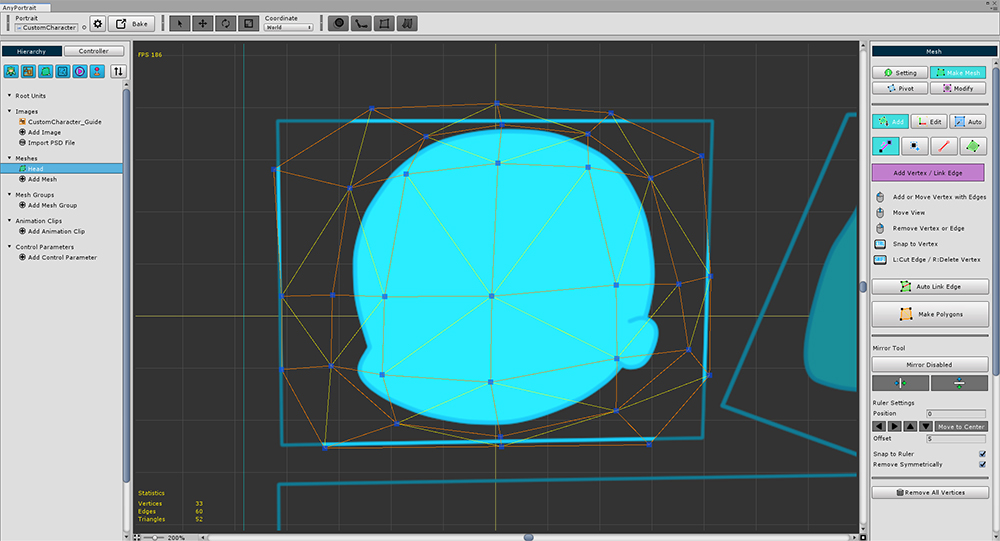 AnyPortrait
Portrait
CustomCharacter
Bake
Coordinate
World
Hierarchy
Controller
Root Units
Images
CustomCharacter_Guide
Add Image
Import PSD File
Meshes
Head
Add Mesh
Mesh Groups
Add Mesh Group
Animation Clips
Add Animation Clip
Control Parameters
Add Control Parameter
FPS 186
Statistics
Vertices 33
Edges 60
Triangles 52
200%
Mesh
Setting
Make Mesh
Pivot
Modify
Add
Edit
Auto
Add Vertex / Link Edge
Add or Move Vertex with Edges
Move View
Remove Vertex or Edge
Snap to Vertex
L:Cut Edge / R:Delete Vertex
Auto Link Edge
Make Polygons
Mirror Tool
Mirror Disabled
Ruler Settings
Position 0
Move to Center
Offset 5
Snap to Ruler
Remove Symmetrically
Remove All Vertices